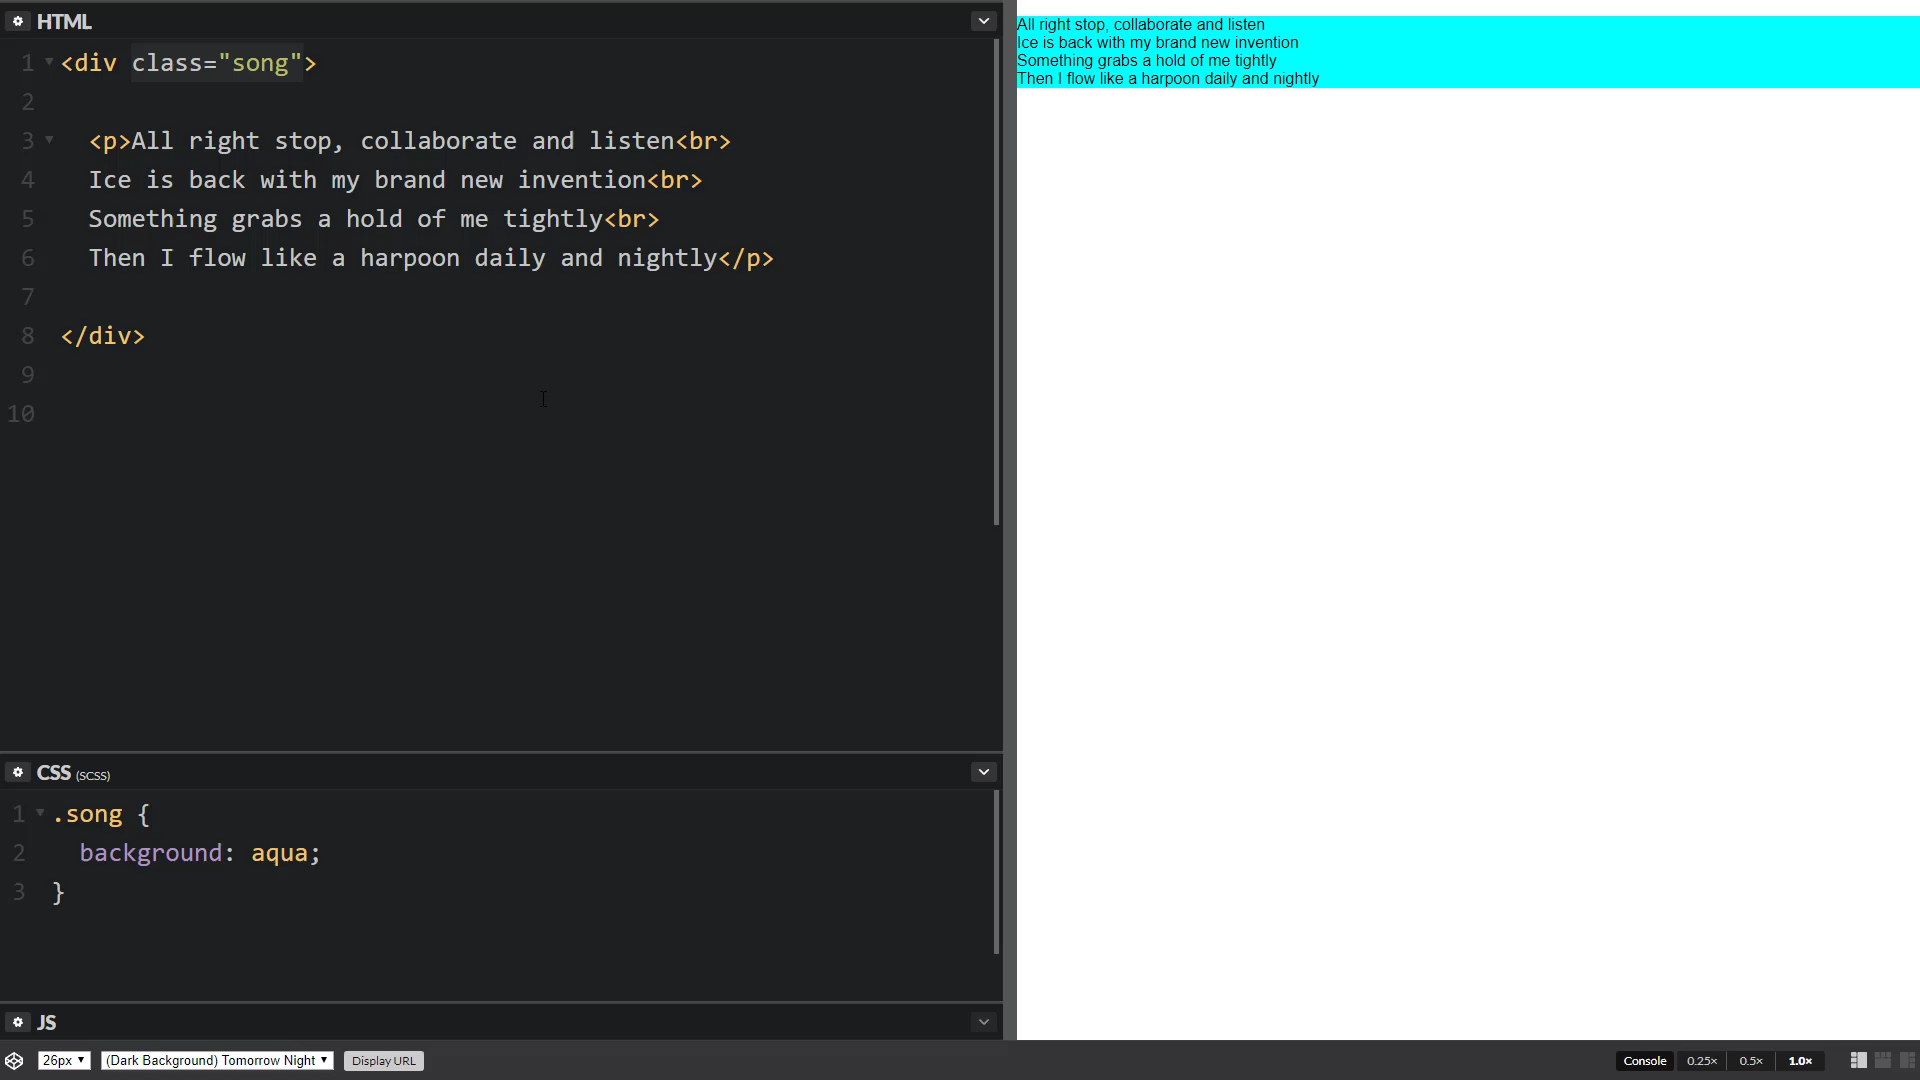 HTML
1 <div class="song">
2
3 <p>All right stop, collaborate and listen<br>
4 Ice is back with my brand new invention<br>
5 Something grabs a hold of me tightly<br>
6 Then I flow like a harpoon daily and nightly</p>
7
8 </div>
9
10
CSS (SCSS)
1 .song {
2 background: aqua;
3 }
JS
All right stop, collaborate and listen
Ice is back with my brand new invention
Something grabs a hold of me tightly
Then I flow like a harpoon daily and nightly
26px (Dark Background) Tomorrow Night Display URL Console 0.25× 0.5× 1.0×